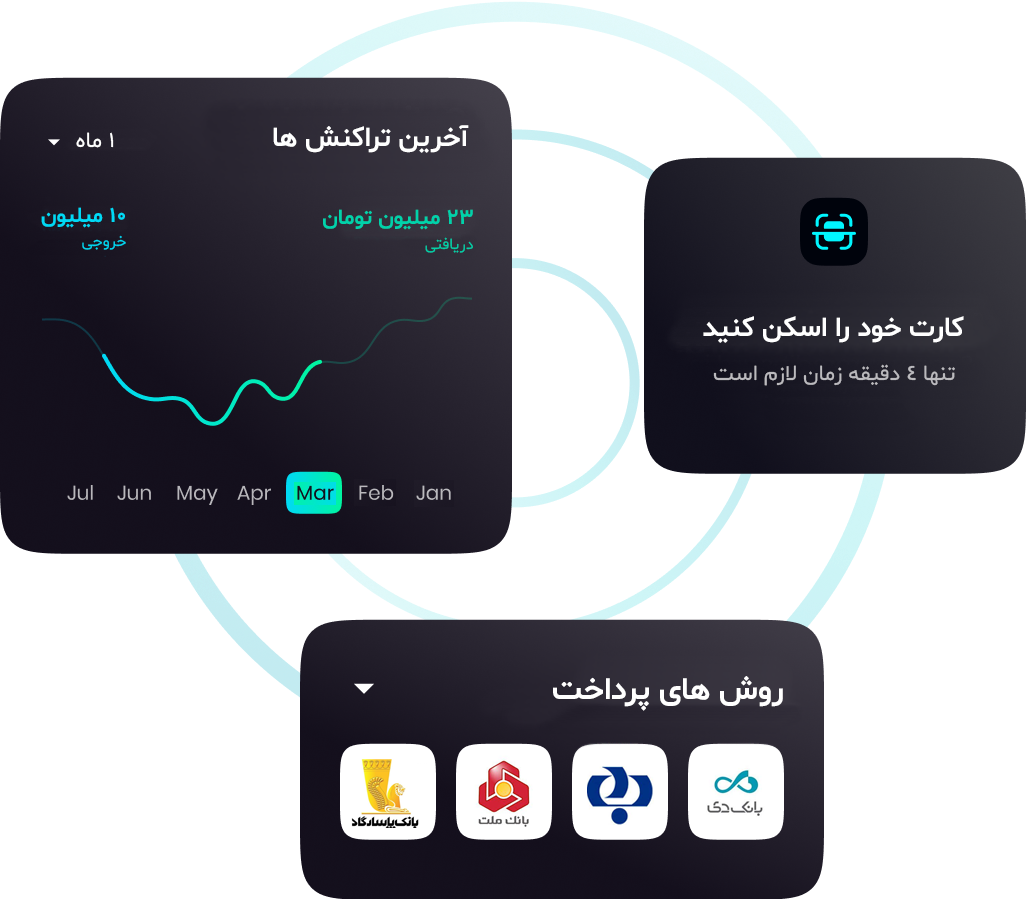 آخرین تراکنش ها
۱ ماه
۲۳ میلیون تومان
۱۰ میلیون
دریافتی
خروجی
Jul Jun May Apr Mar Feb Jan
کارت خود را اسکن کنید
تنها ٤ دقیقه زمان لازم است
روش های پرداخت
بانک دی
بانک ملت
بانک پاسارگاد